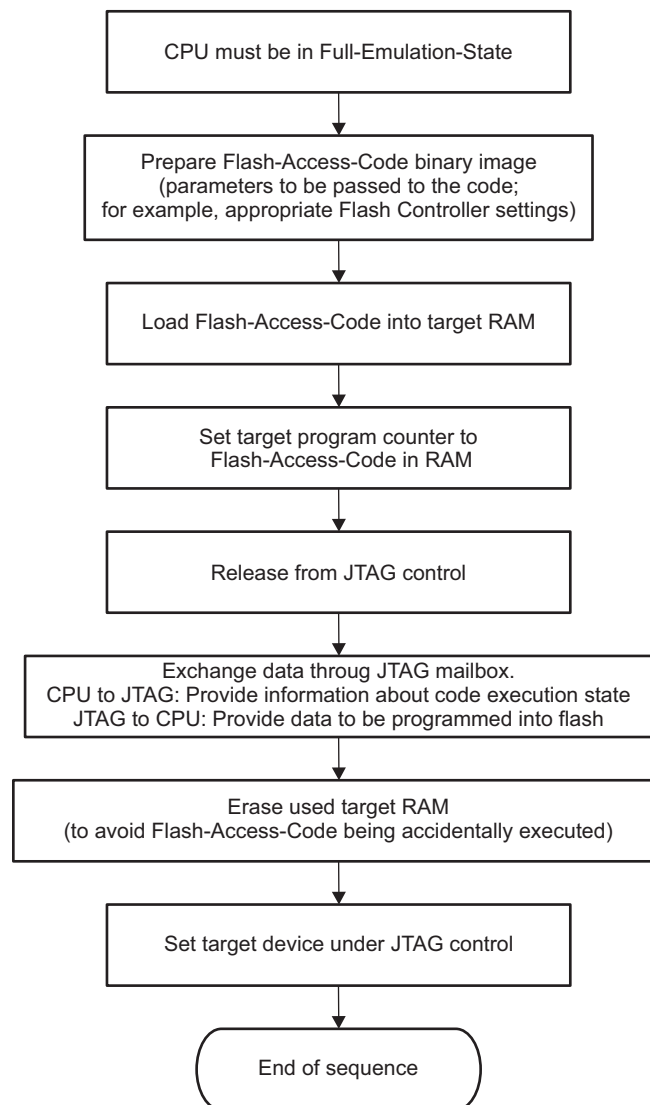 CPU must be in Full-Emulation-State
Prepare Flash-Access-Code binary image
(parameters to be passed to the code;
for example, appropriate Flash Controller settings)
Load Flash-Access-Code into target RAM
Set target program counter to
Flash-Access-Code in RAM
Release from JTAG control
Exchange data throug JTAG mailbox.
CPU to JTAG: Provide information about code execution state
JTAG to CPU: Provide data to be programmed into flash
Erase used target RAM
(to avoid Flash-Access-Code being accidentally executed)
Set target device under JTAG control
End of sequence